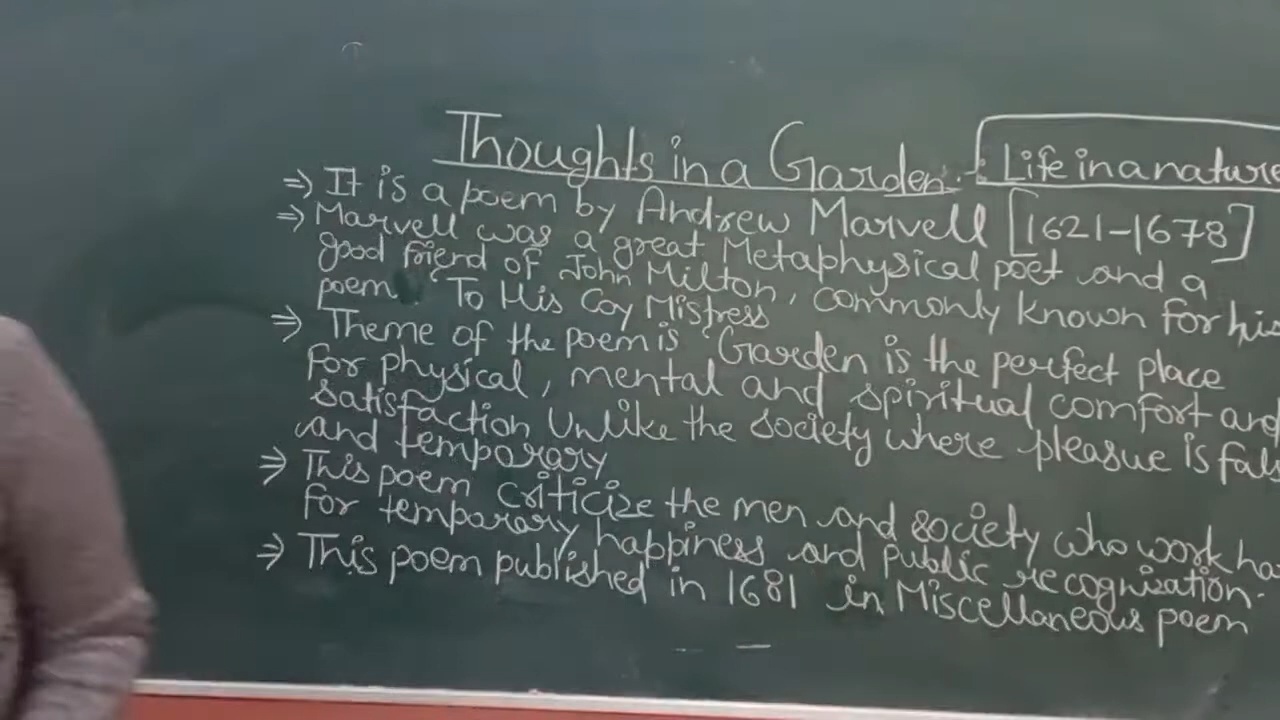 Thoughts in a Garden :- Life in a nature
⇒ It is a poem by Andrew Marvell [1621-1678]
⇒ Marvell was a great Metaphysical poet and a
good friend of John Milton, commonly known for his
poem "To His Coy Mistress
⇒ Theme of the poem is "Garden is the perfect place
for physical, mental and spiritual comfort and
satisfaction Unlike the society where pleasue is
and temporary
⇒ This poem criticize the men and society who work
for temporary happiness and public recognisation.
⇒ This poem published in 1681 in Miscellaneous poem